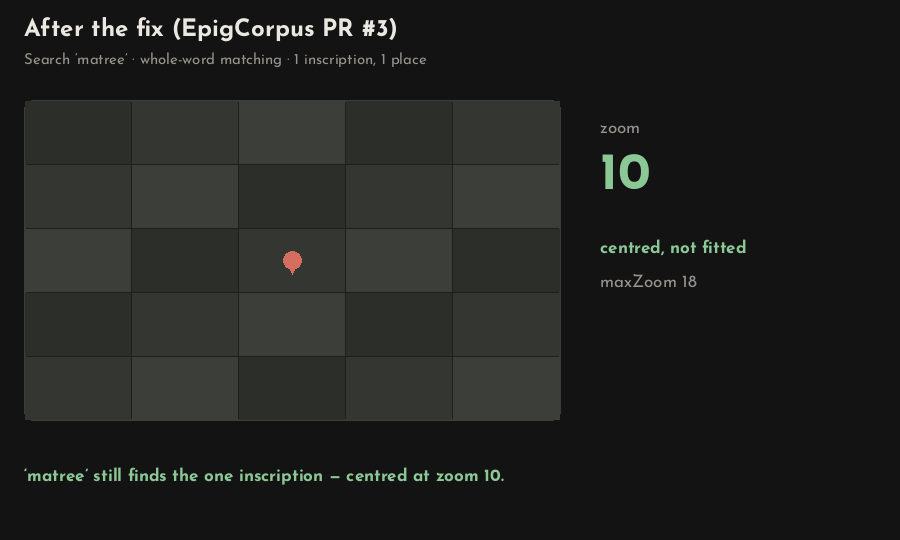 After the fix (EpigCorpus PR #3)
Search 'matree' · whole-word matching · 1 inscription, 1 place
zoom
10
centred, not fitted
maxZoom 18
'matree' still finds the one inscription — centred at zoom 10.